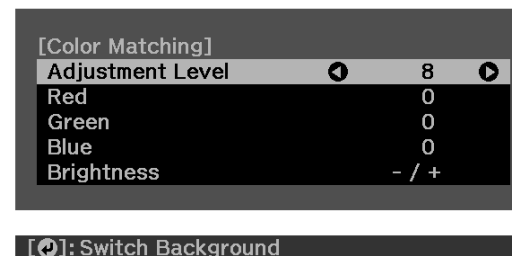 [Color Matching]
Adjustment Level 8
Red 0
Green 0
Blue 0
Brightness - / +
[ ]: Switch Background